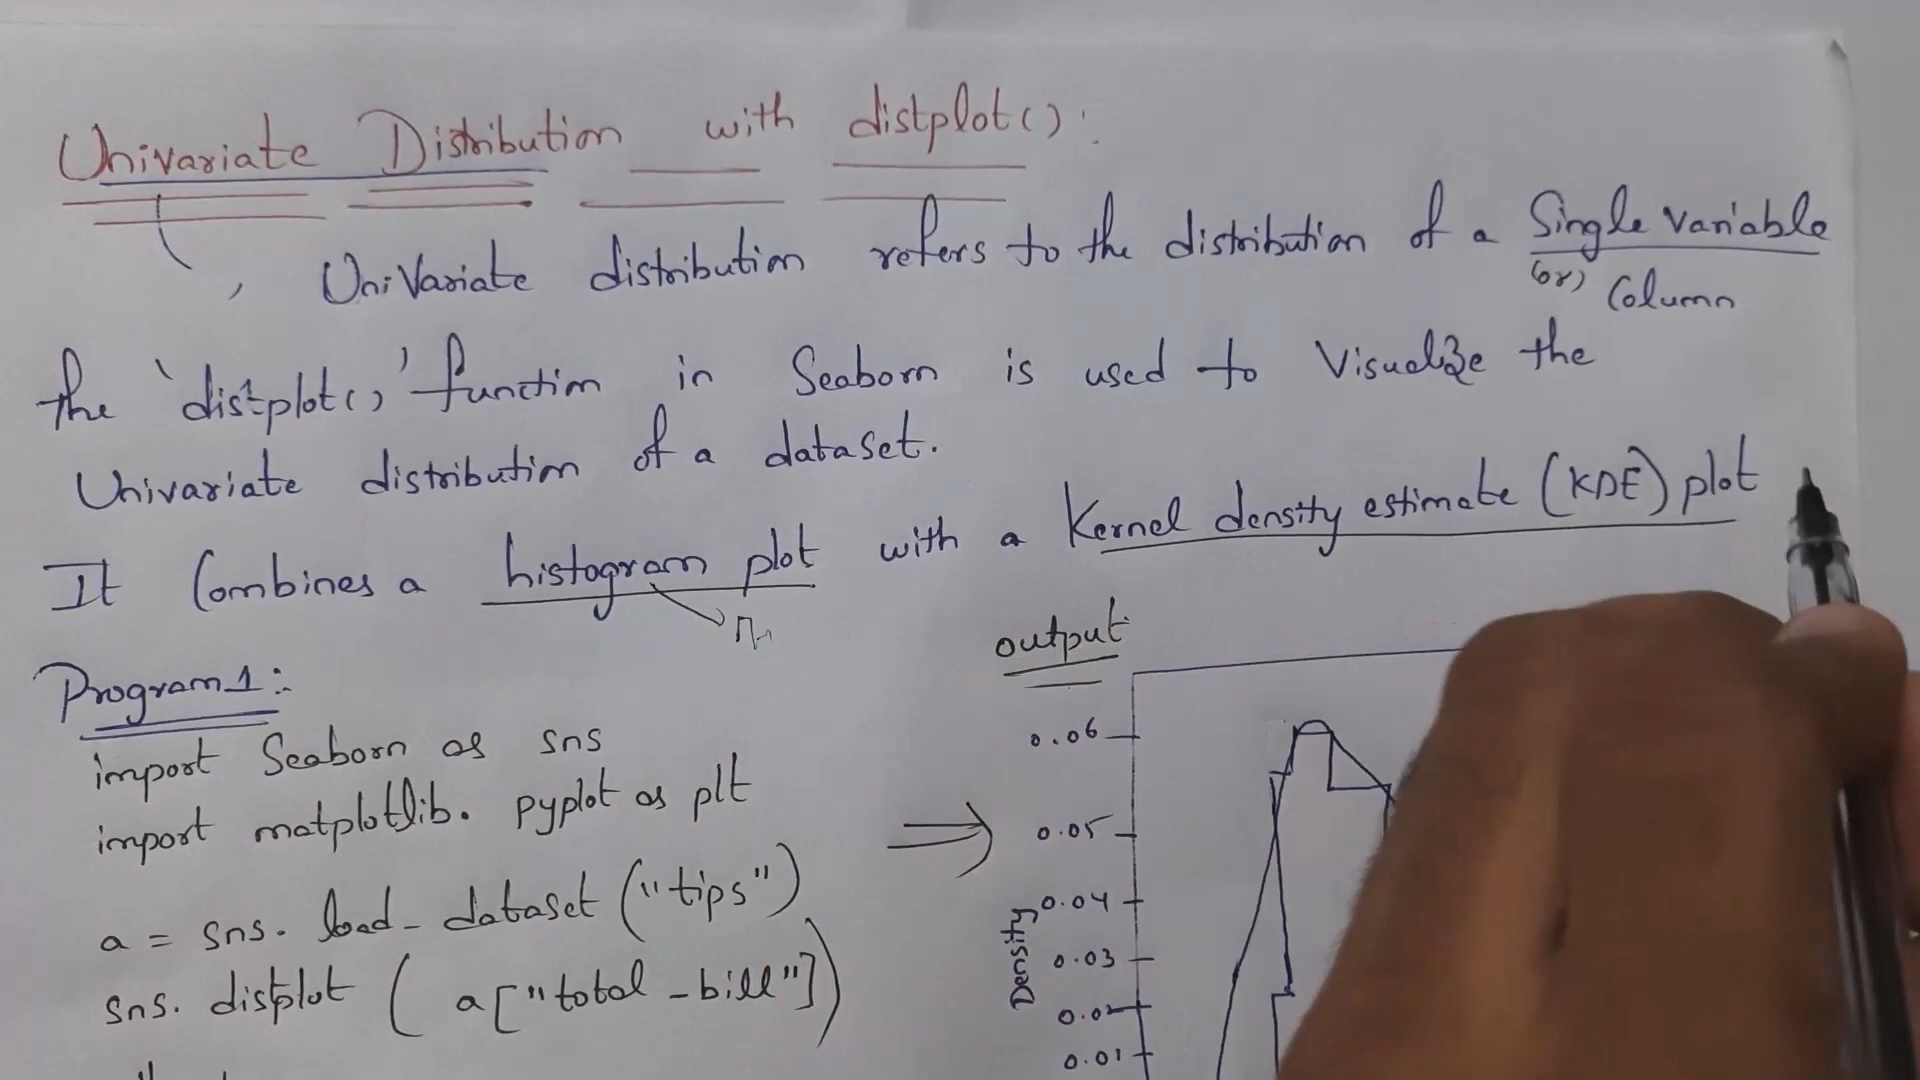 Univariate Distribution with distplot():
Univariate distribution refers to the distribution of a Single variable
(or) Column
the 'distplot()' function in Seaborn is used to Visualize the
Univariate distribution of a dataset.
It Combines a histogram plot with a Kernel density estimate (KDE) plot
output
Program 1:
import Seaborn as sns
import matplotlib. pyplot as plt
a = sns. load_dataset ("tips")
sns. distplot ( a["total_bill"])
0.06
0.05
0.04
0.03
0.02
0.01
Density